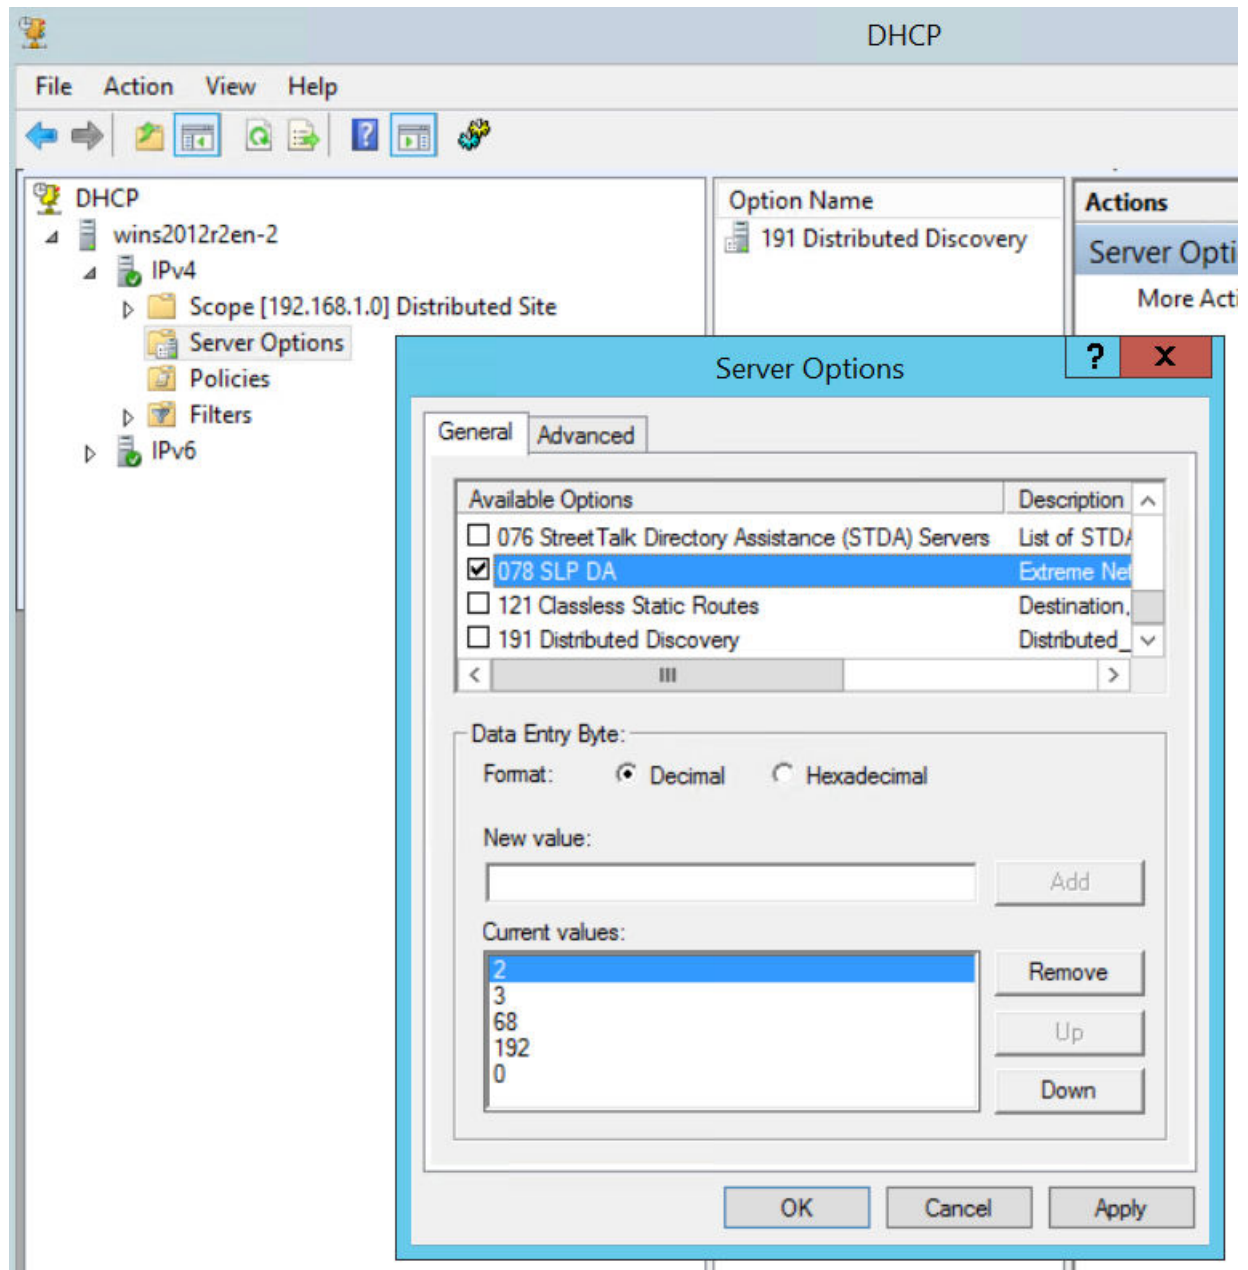 DHCP
File Action View Help
DHCP
wins2012r2en-2
IPv4
Scope [192.168.1.0] Distributed Site
Server Options
Policies
Filters
IPv6
Option Name
191 Distributed Discovery
Actions
Server Opti
More Acti
Server Options
General Advanced
Available Options Description
076 StreetTalk Directory Assistance (STDA) Servers List of STDA
078 SLP DA Extreme Net
121 Classless Static Routes Destination,
191 Distributed Discovery Distributed_
Data Entry Byte:
Format: Decimal Hexadecimal
New value:
Add
Current values:
2
3
68
192
0
Remove
Up
Down
OK Cancel Apply